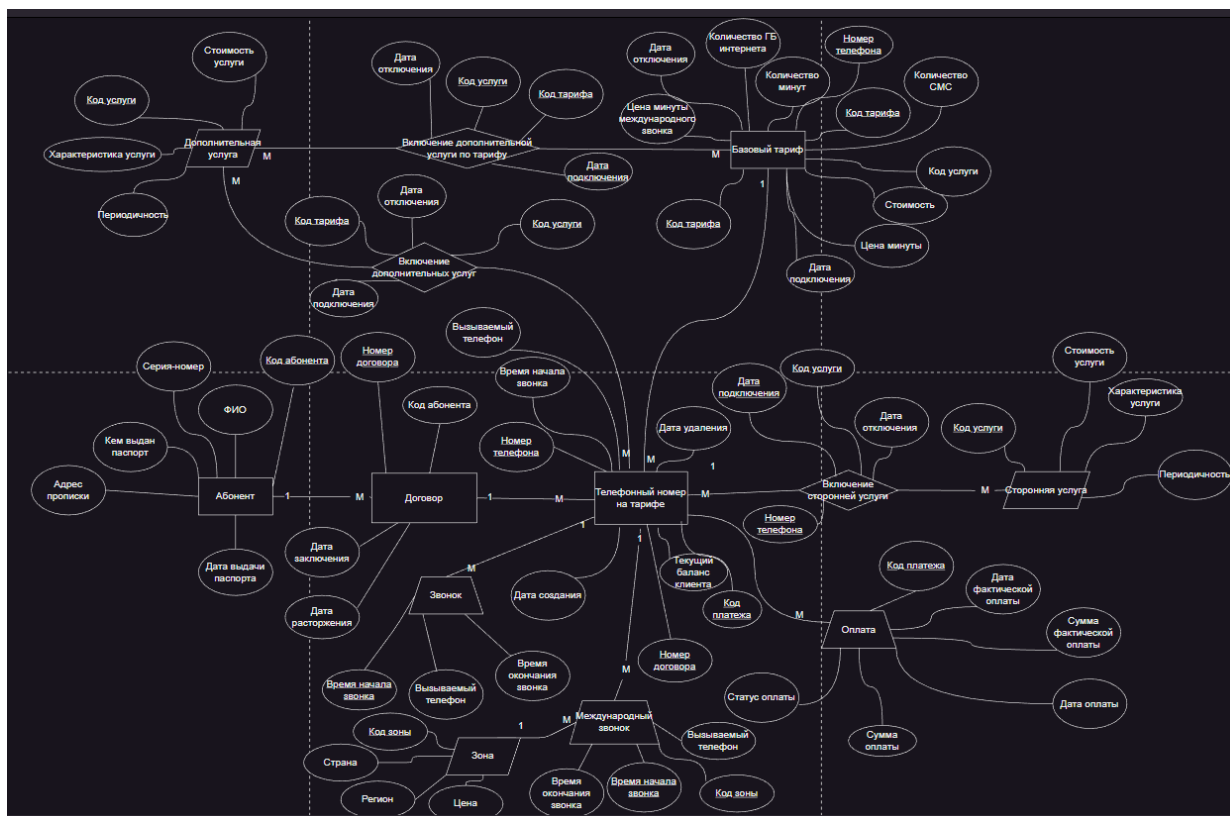 Стоимость
услуги
Код услуги
Характеристика услуги
Дополнительная
услуга
Периодичность
М
М
Дата
отключения
Код услуги
Код тарифа
Включение дополнительной
услуги по тарифу
Дата
подключения
Дата
отключения
Код тарифа
Код услуги
Включение
дополнительных услуг
Дата
подключения
Дата
отключения
Количество ГБ
интернета
Номер
телефона
Количество
минут
Количество
СМС
Цена минуты
международного
звонка
Код тарифа
Базовый тариф
М
1
Код услуги
Стоимость
Код тарифа
Цена минуты
Дата
подключения
Вызываемый
телефон
Время начала
звонка
М
Номер
телефона
Дата удаления
М
М
1
Серия-номер
Код абонента
ФИО
Кем выдан
паспорт
Адрес
прописки
Абонент
1
М
Дата выдачи
паспорта
Номер
договора
Код абонента
Договор
1
М
Дата
заключения
Дата
расторжения
Телефонный номер
на тарифе
М
1
1
Дата
подключения
Код услуги
Дата
отключения
Включение
сторонней услуги
М
Номер
телефона
Стоимость
услуги
Характеристика
услуги
Код услуги
Периодичность
Сторонняя услуга
М
Звонок
Дата создания
Текущий
баланс
клиента
Код
платежа
Номер
договора
Время начала
звонка
Вызываемый
телефон
Время
окончания
звонка
М
М
Код платежа
Дата
фактической
оплаты
Сумма
фактической
оплаты
Оплата
Статус оплаты
Сумма
оплаты
Дата оплаты
Код зоны
Страна
Регион
Цена
Зона
1
М
Международный
звонок
Вызываемый
телефон
Время
окончания
звонка
Время начала
звонка
Код зоны